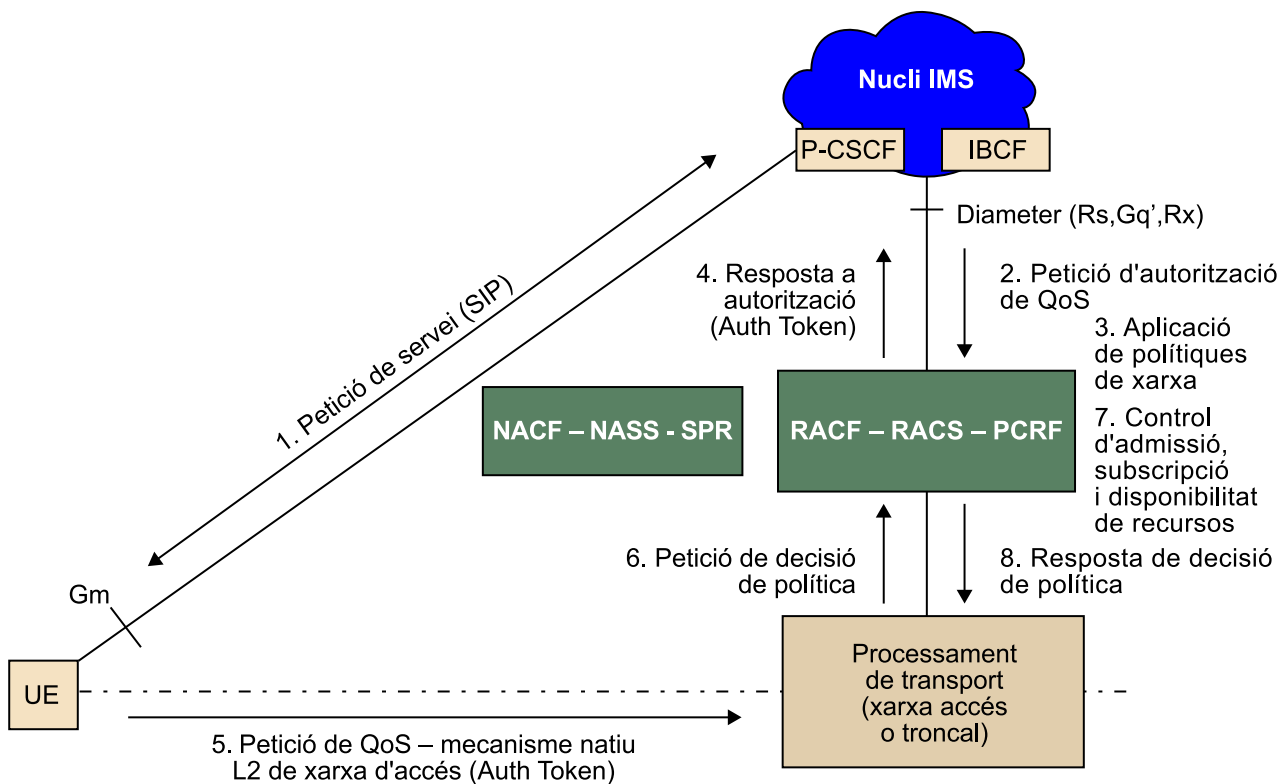 Nucli IMS
P-CSCF
IBCF
Diameter (Rs,Gq’,Rx)
1. Petició de servei (SIP)
4. Resposta a
autorització
(Auth Token)
2. Petició d'autorització
de QoS
3. Aplicació
de polítiques
de xarxa
NACF – NASS - SPR
RACF – RACS – PCRF
7. Control
d'admissió,
subscripció
i disponibilitat
de recursos
6. Petició de decisió
de política
8. Resposta de decisió
de política
Gm
UE
Processament
de transport
(xarxa accés
o troncal)
5. Petició de QoS – mecanisme natiu
L2 de xarxa d'accés (Auth Token)